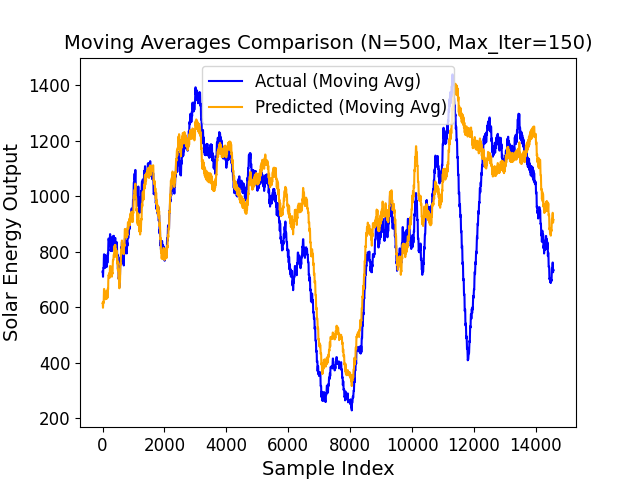 Moving Averages Comparison (N=500, Max_Iter=150)
Actual (Moving Avg)
Predicted (Moving Avg)
Solar Energy Output
1400
1200
1000
800
600
400
200
0 2000 4000 6000 8000 10000 12000 14000
Sample Index